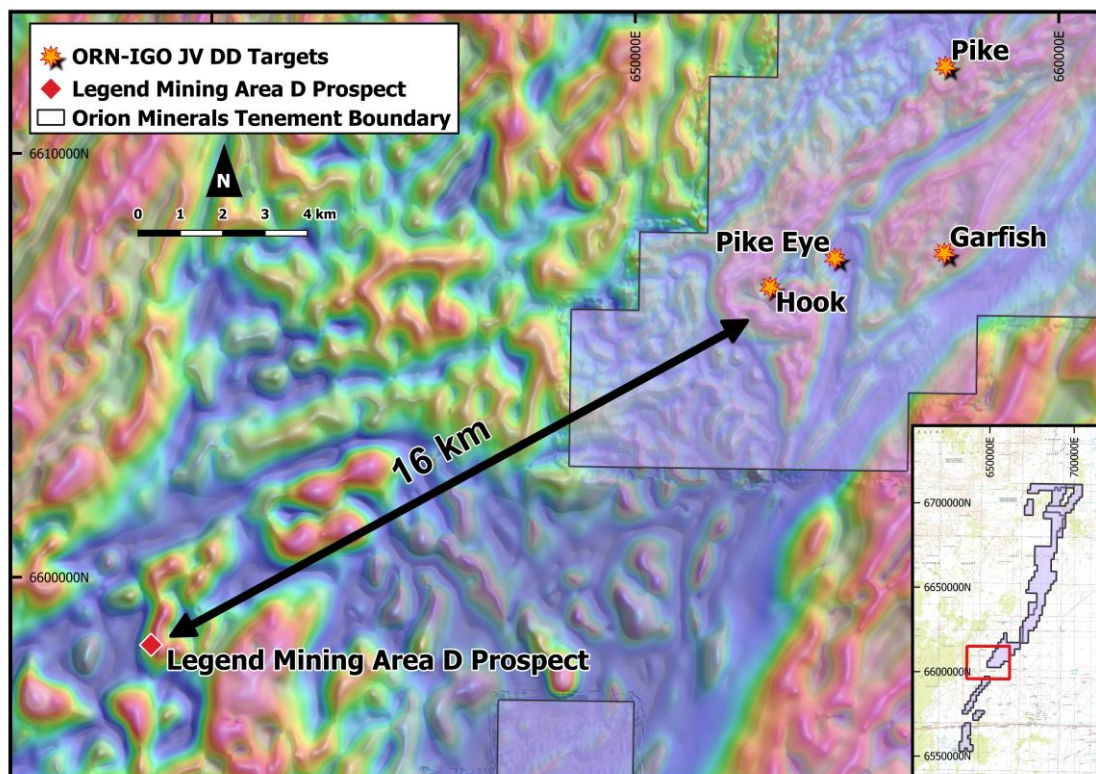 ORN-IGO JV DD Targets
Legend Mining Area D Prospect
Orion Minerals Tenement Boundary
650000E
660000E
Pike
6610000N
N
0 1 2 3 4 km
Pike Eye
Garfish
Hook
16 km
6600000N
Legend Mining Area D Prospect
650000E
700000E
6700000N
6650000N
6600000N
6550000N